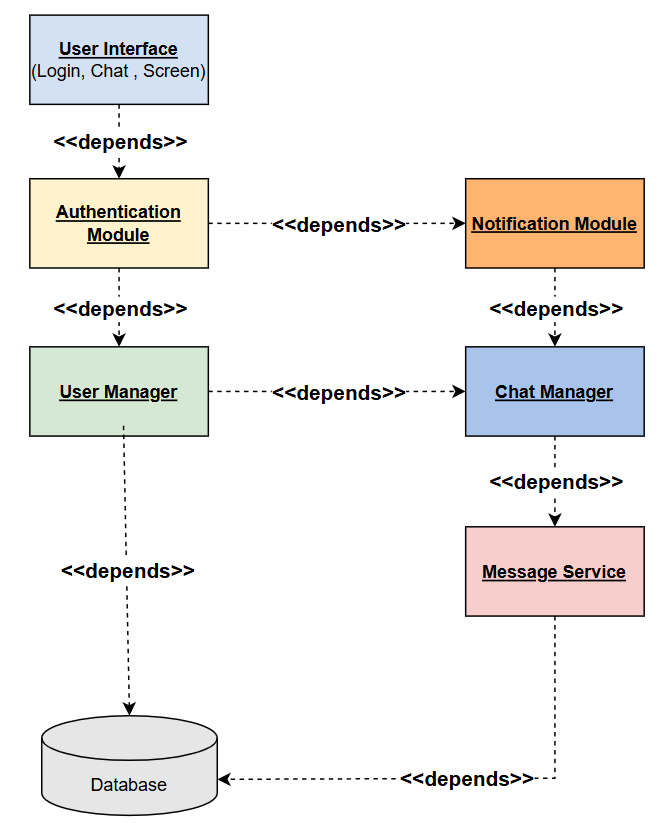 User Interface
(Login, Chat , Screen)
<<depends>>
Authentication
Module
<<depends>>
Notification Module
<<depends>>
<<depends>>
User Manager
<<depends>>
Chat Manager
<<depends>>
<<depends>>
Message Service
Database
<<depends>>